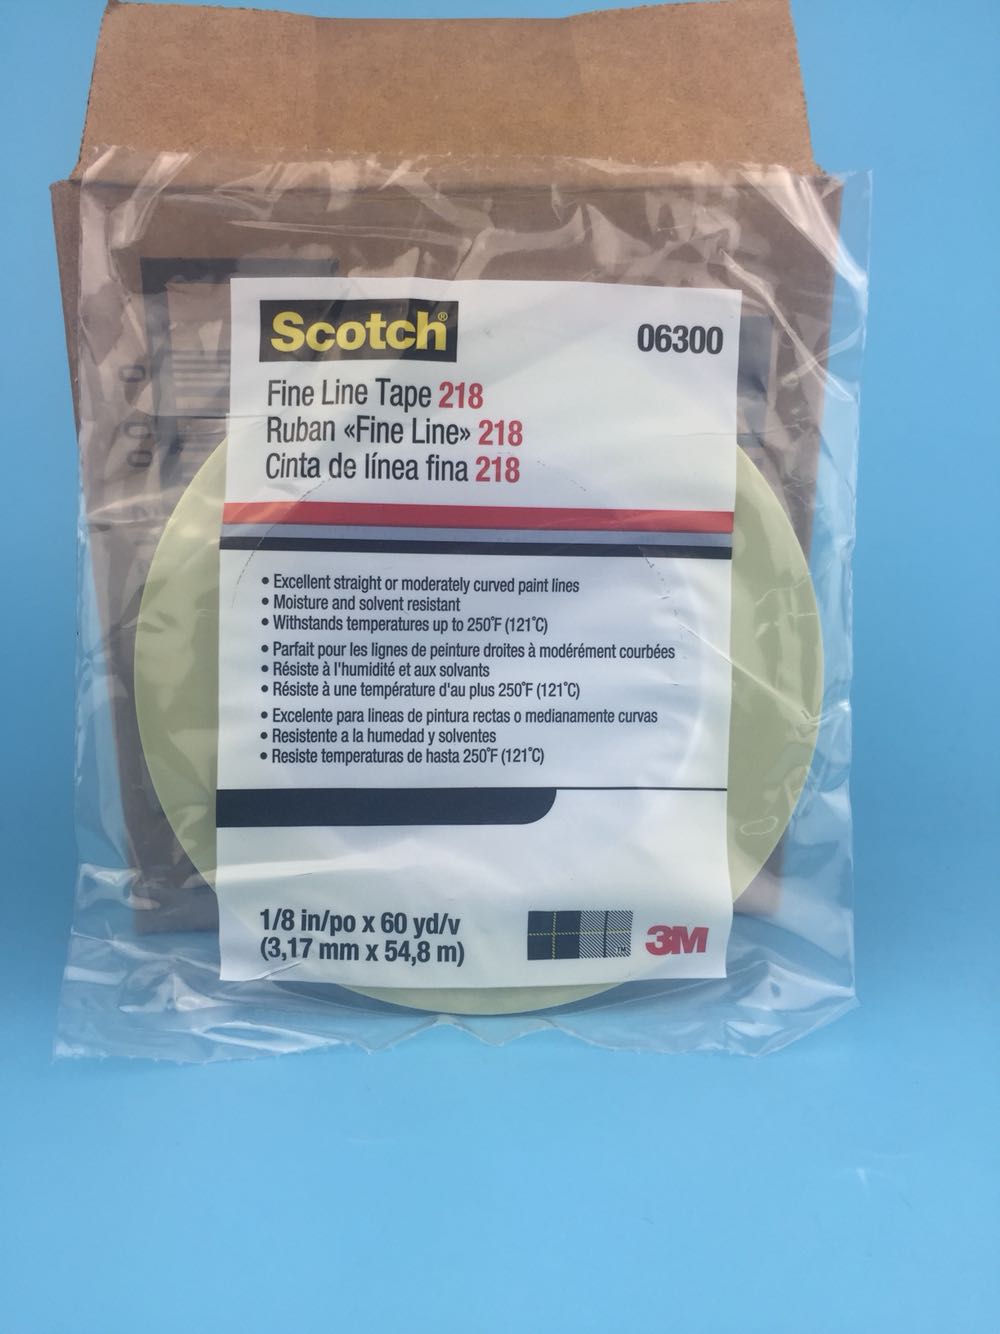 Scotch®
06300
Fine Line Tape 218
Ruban «Fine Line» 218
Cinta de línea fina 218
• Excellent straight or moderately curved paint lines
• Moisture and solvent resistant
• Withstands temperatures up to 250°F (121°C)
• Parfait pour les lignes de peinture droites à modérément courbées
• Résiste à l'humidité et aux solvants
• Résiste à une température d'au plus 250°F (121°C)
• Excelente para lineas de pintura rectas o medianamente curvas
• Resistente a la humedad y solventes
• Resiste temperaturas de hasta 250°F (121°C)
1/8 in/po x 60 yd/v
(3,17 mm x 54,8 m)
TM
3M